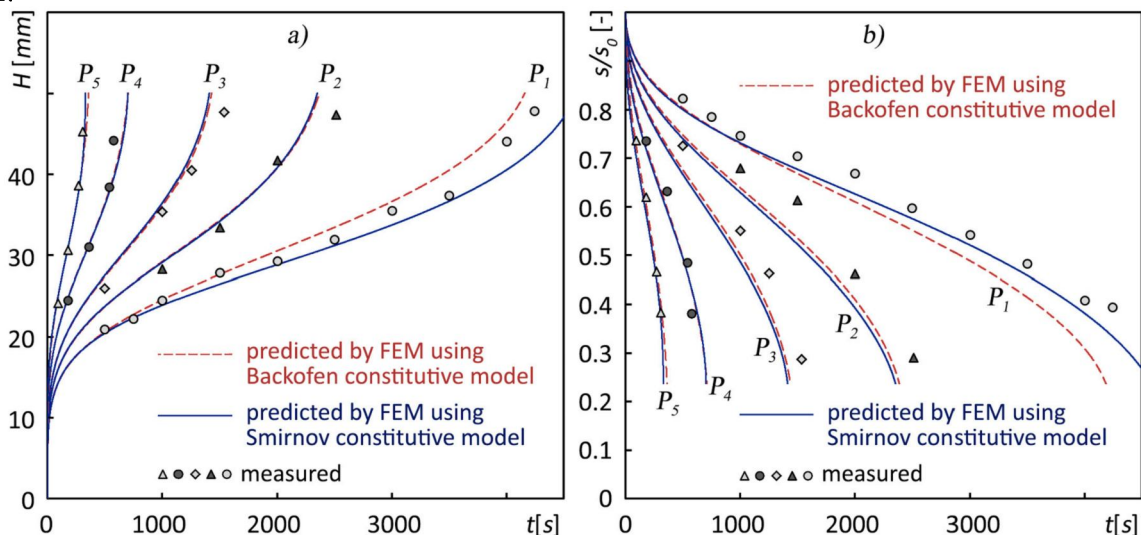 a)
H [mm]
P5 P4 P3 P2 P1
40
30
20
10
0
predicted by FEM using
Backofen constitutive model
predicted by FEM using
Smirnov constitutive model
measured
0 1000 2000 3000 t[s]
b)
s/s0 [-]
predicted by FEM using
Backofen constitutive model
0.8
0.7
0.6
0.5
0.4
0.3
0.2
0.1
0
P1
P2
P3
P4
P5
predicted by FEM using
Smirnov constitutive model
measured
0 1000 2000 3000 t[s]